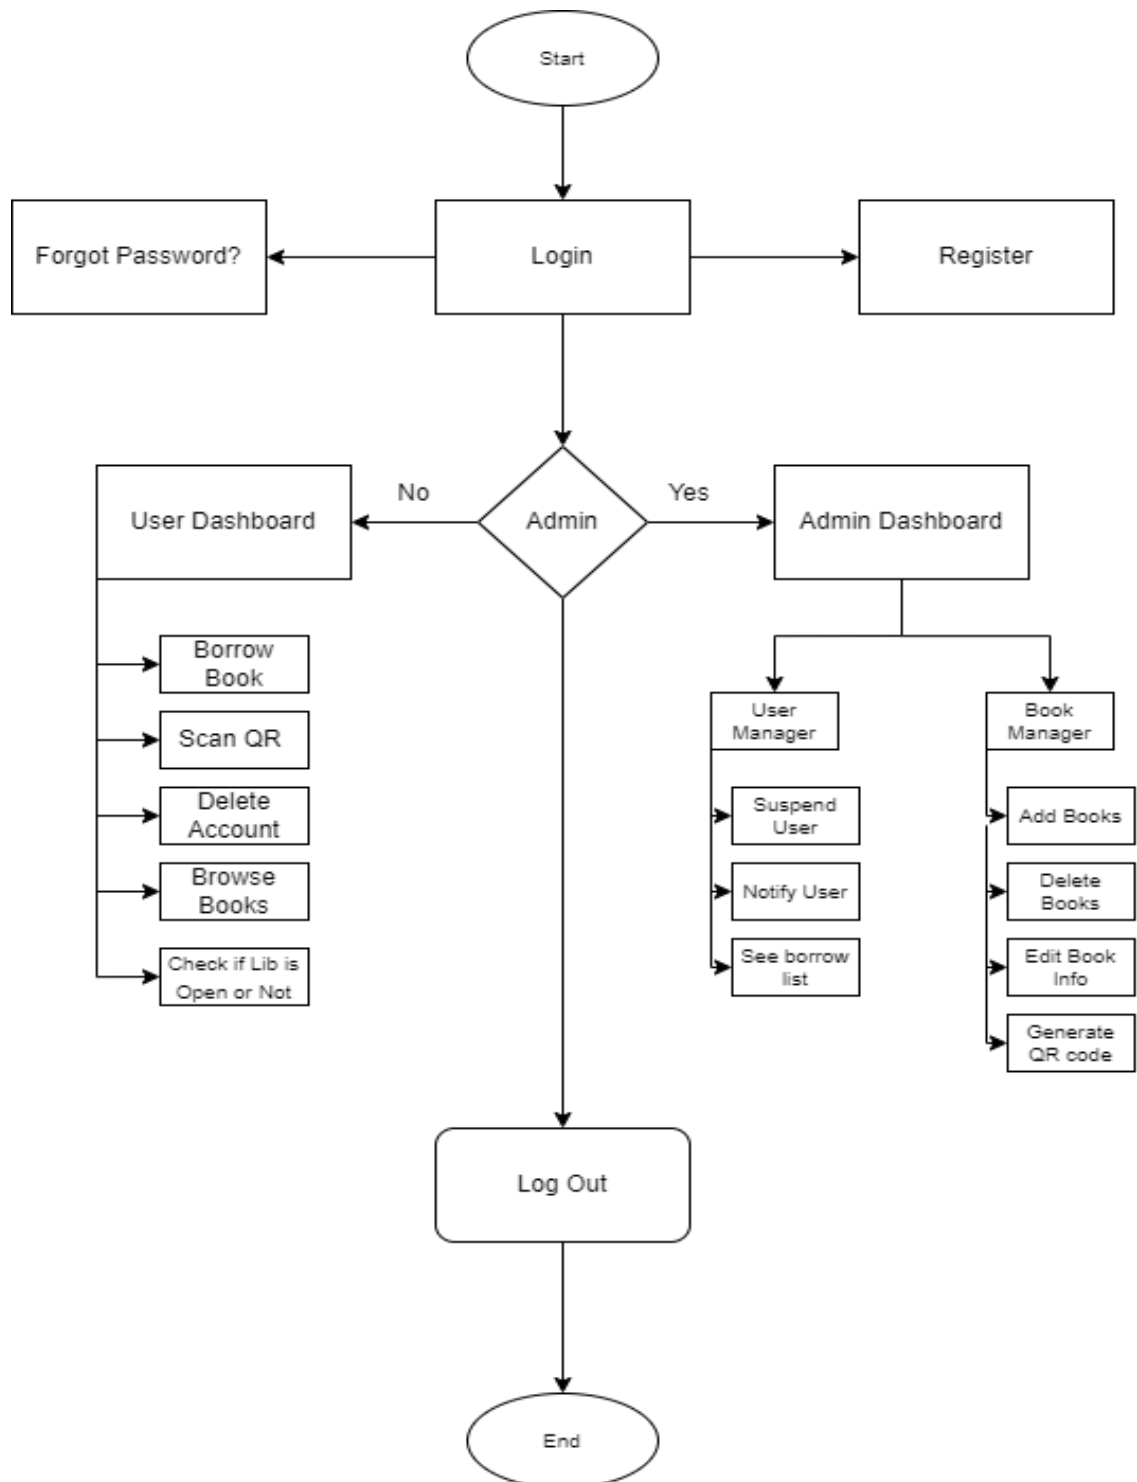 Start
Forgot Password?
Login
Register
User Dashboard
No
Admin
Yes
Admin Dashboard
Borrow
Book
Scan QR
Delete
Account
Browse
Books
Check if Lib is
Open or Not
User
Manager
Suspend
User
Notify User
See borrow
list
Book
Manager
Add Books
Delete
Books
Edit Book
Info
Generate
QR code
Log Out
End